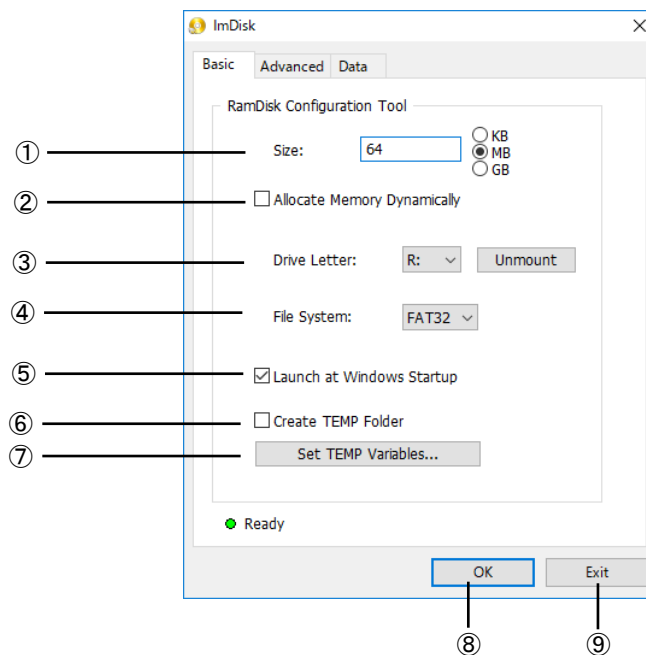 ImDisk
Basic Advanced Data
RamDisk Configuration Tool
① Size: 64 KB
MB
GB
② Allocate Memory Dynamically
③ Drive Letter: R: Unmount
④ File System: FAT32
⑤ Launch at Windows Startup
⑥ Create TEMP Folder
⑦ Set TEMP Variables...
Ready
OK Exit
⑧ ⑨